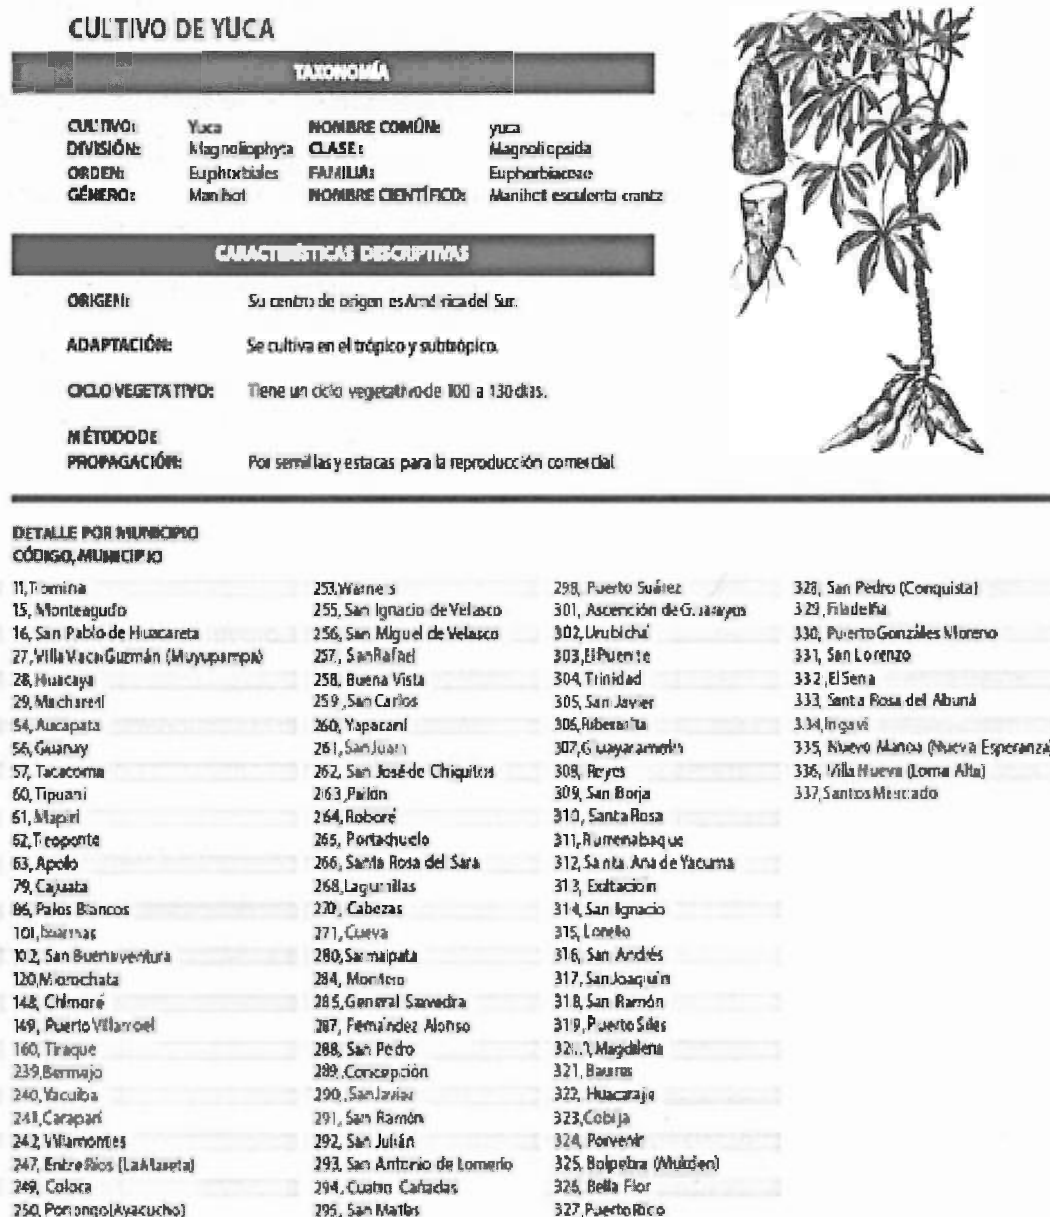 CULTIVO DE YUCA
TAXONOMÍA
CULTIVO: Yuca NOMBRE COMÚN: yuca
DIVISIÓN: Magnoliophyta CLASE: Magnoliopsida
ORDEN: Euphorbiales FAMILIA: Euphorbiaceae
GÉNERO: Manihot NOMBRE CIENTÍFICO: Manihot esculenta crantz
CARACTERÍSTICAS DESCRIPTIVAS
ORIGEN: Su centro de origen es América del Sur.
ADAPTACIÓN: Se cultiva en el trópico y subtrópico.
CICLO VEGETATIVO: Tiene un ciclo vegetativo de 100 a 130 días.
MÉTODO DE
PROPAGACIÓN: Por semillas y estacas para la reproducción comercial
DETALLE POR MUNICIPIO
CÓDIGO, MUNICIPIO
11, Tomina
15, Monteagudo
16, San Pablo de Huacareta
27, Villa Vaca Guzmán (Muyupampa)
28, Huacaya
29, Macharetí
54, Aucapata
56, Guanay
57, Tacacoma
60, Tipuani
61, Mapiri
62, Teoponte
63, Apolo
79, Cajuata
86, Palos Blancos
101,
102, San Buenaventura
120, Morochata
148, Chimoré
149, Puerto Villarroel
160, Tiraque
239, Bermejo
240, Yacuiba
241, Caraparí
242, Villamontes
247, Entre Ríos (La Moreta)
249, Coloca
250, Porongo (Ayacucho)
253, Warnes
255, San Ignacio de Velasco
256, San Miguel de Velasco
257, San Rafael
258, Buena Vista
259, San Carlos
260, Yapacaní
261, San Juan
262, San José de Chiquitos
263, Pailón
264, Roboré
265, Portachuelo
266, Santa Rosa del Sara
268, Lagunillas
270, Cabezas
271, Cueva
280, Samaipata
284, Montero
285, General Saavedra
287, Fernández Alonso
288, San Pedro
289, Concepción
290, San Javier
291, San Ramón
292, San Julián
293, San Antonio de Lomerío
294, Cuatro Cañadas
295, San Matías
298, Puerto Suárez
301, Ascención de Guarayos
302, Urubichá
303, El Puente
304, Trinidad
305, San Javier
306, Riberalta
307, Guayaramerín
308, Reyes
309, San Borja
310, Santa Rosa
311, Rurrenabaque
312, Santa Ana de Yacuma
313, Exaltación
314, San Ignacio
315, Loreto
316, San Andrés
317, San Joaquín
318, San Ramón
319, Puerto Siles
Magdalena
321, Baures
322, Huacaraje
323, Cobija
324, Porvenir
325, Bolpebra (Mukden)
326, Bella Flor
327, Puerto Rico
328, San Pedro (Conquista)
329, Filadelfia
330, Puerto Gonzáles Moreno
331, San Lorenzo
332, El Sena
333, Santa Rosa del Abuná
334, Ingavi
335, Nuevo Manoa (Nueva Esperanza)
336, Villa Nueva (Loma Alta)
337, Santos Mercado